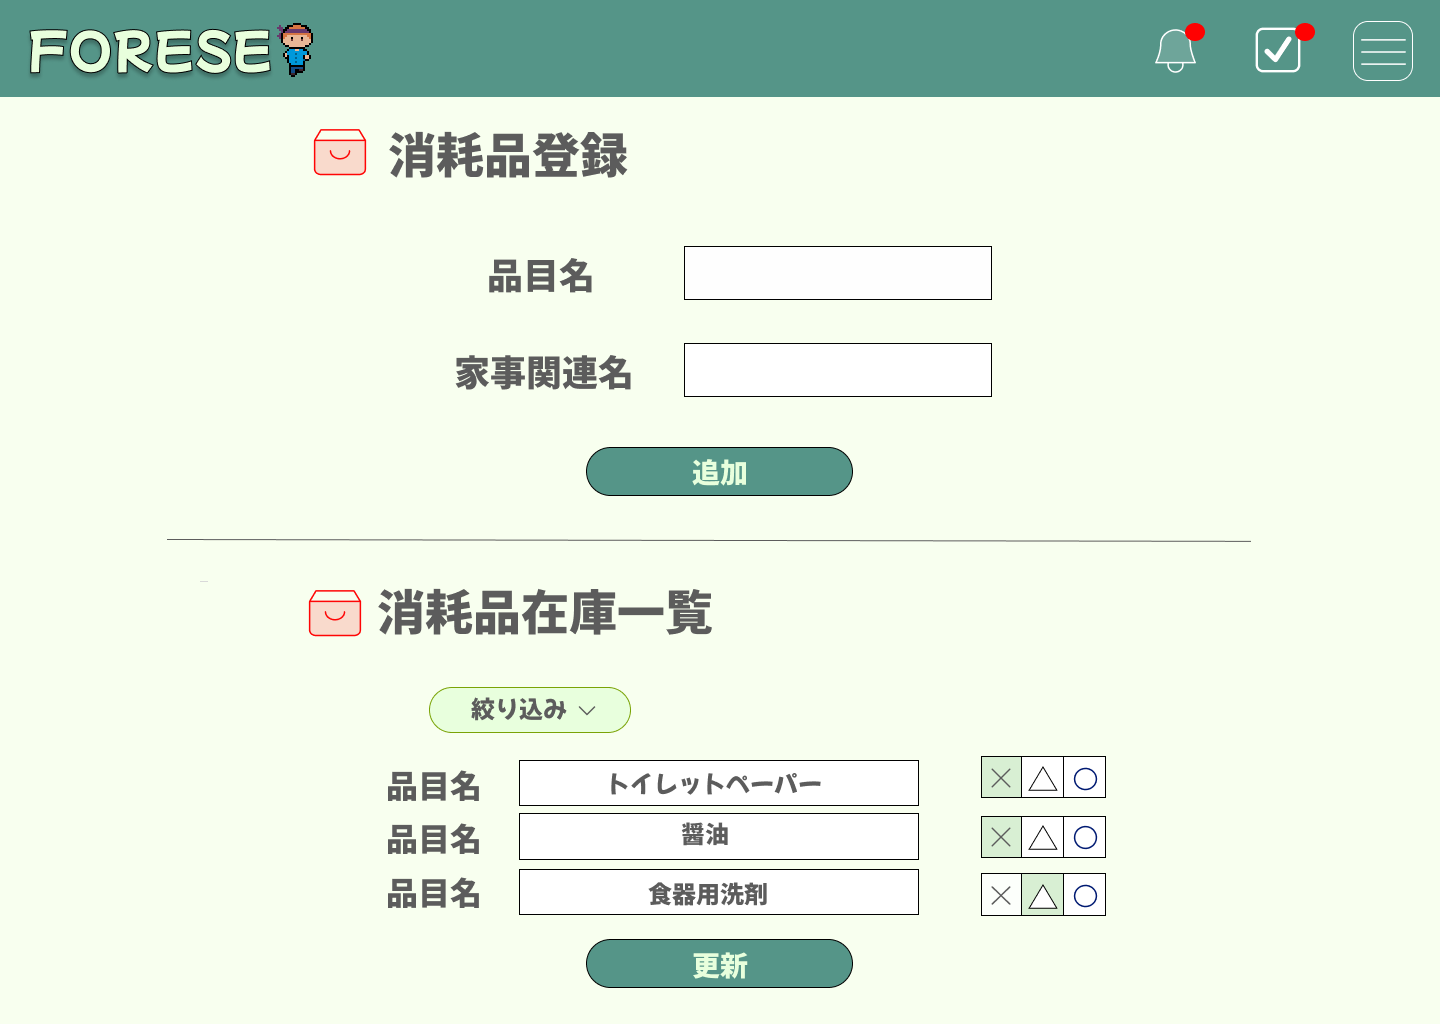 FORESE
消耗品登録
品目名
家事関連名
追加
消耗品在庫一覧
絞り込み
品目名 トイレットペーパー × △ ○
品目名 醤油 × △ ○
品目名 食器用洗剤 × △ ○
更新